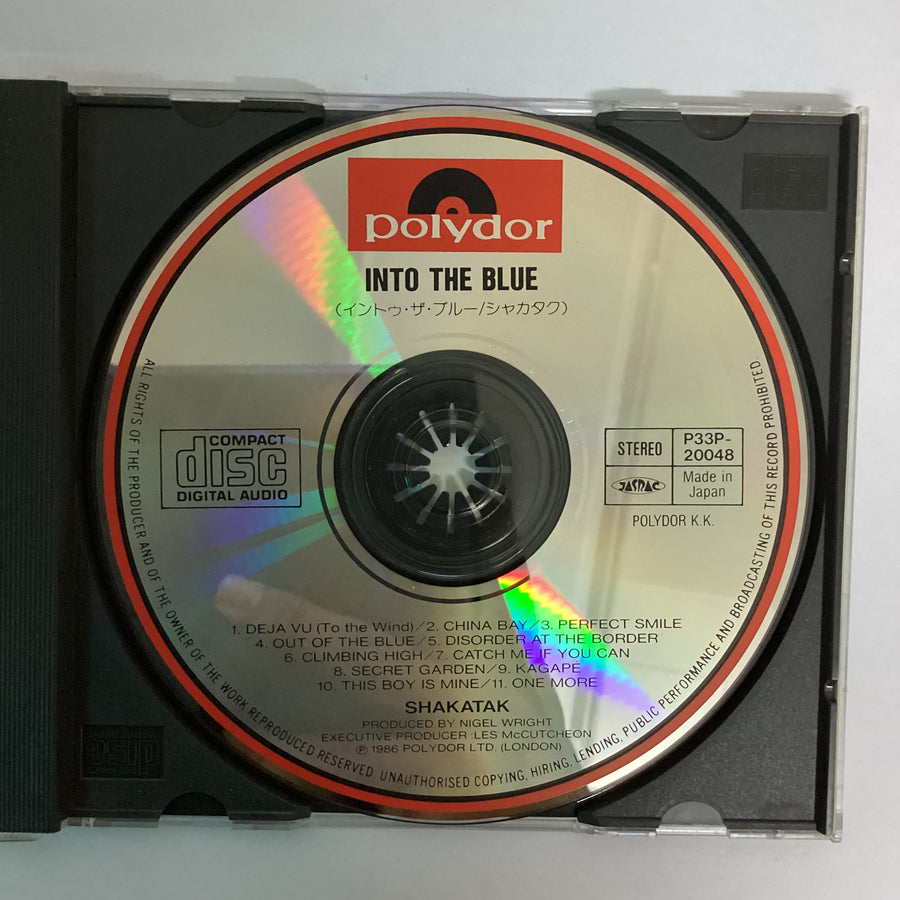 polydor
INTO THE BLUE
(イントゥ・ザ・ブルー/シャカタク)
COMPACT
disc
DIGITAL AUDIO
STEREO
P33P-
20048
JASRAC
Made in
Japan
POLYDOR K.K.
1. DEJA VU (To the Wind)/2. CHINA BAY/3. PERFECT SMILE
4. OUT OF THE BLUE/5. DISORDER AT THE BORDER
6. CLIMBING HIGH/7. CATCH ME IF YOU CAN
8. SECRET GARDEN/9. KAGAPE
10. THIS BOY IS MINE/11. ONE MORE
SHAKATAK
PRODUCED BY NIGEL WRIGHT
EXECUTIVE PRODUCER :LES McCUTCHEON
℗ 1986 POLYDOR LTD. (LONDON)
ALL RIGHTS OF THE PRODUCER AND OF THE OWNER OF THE WORK REPRODUCED RESERVED. UNAUTHORISED COPYING, HIRING, LENDING, PUBLIC PERFORMANCE AND BROADCASTING OF THIS RECORD PROHIBITED.